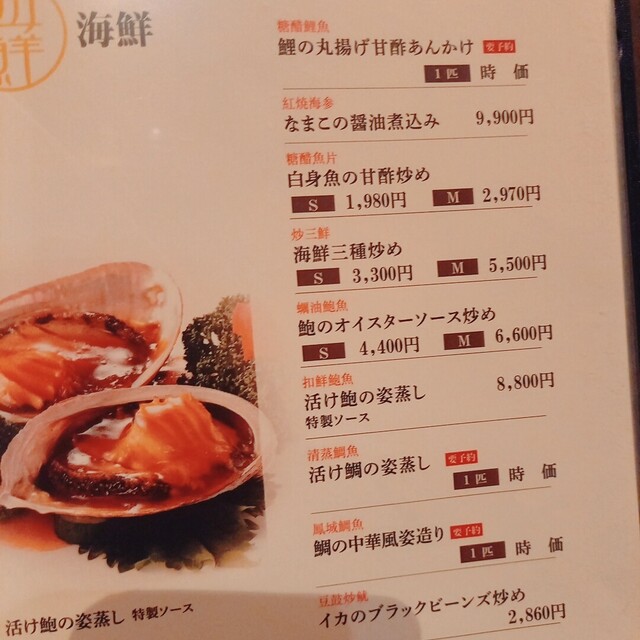 海鮮
糖醋鯉魚
鯉の丸揚げ甘酢あんかけ 要予約
1匹 時価
紅焼海参
なまこの醤油煮込み 9,900円
糖醋魚片
白身魚の甘酢炒め
S 1,980円 M 2,970円
炒三鮮
海鮮三種炒め
S 3,300円 M 5,500円
蠣油鮑魚
鮑のオイスターソース炒め
S 4,400円 M 6,600円
扣鮮鮑魚
活け鮑の姿蒸し 8,800円
特製ソース
清蒸鯛魚
活け鯛の姿蒸し 要予約
1匹 時価
鳳城鯛魚
鯛の中華風姿造り 要予約
1匹 時価
豆鼓炒魷
イカのブラックビーンズ炒め
2,860円
活け鮑の姿蒸し 特製ソース